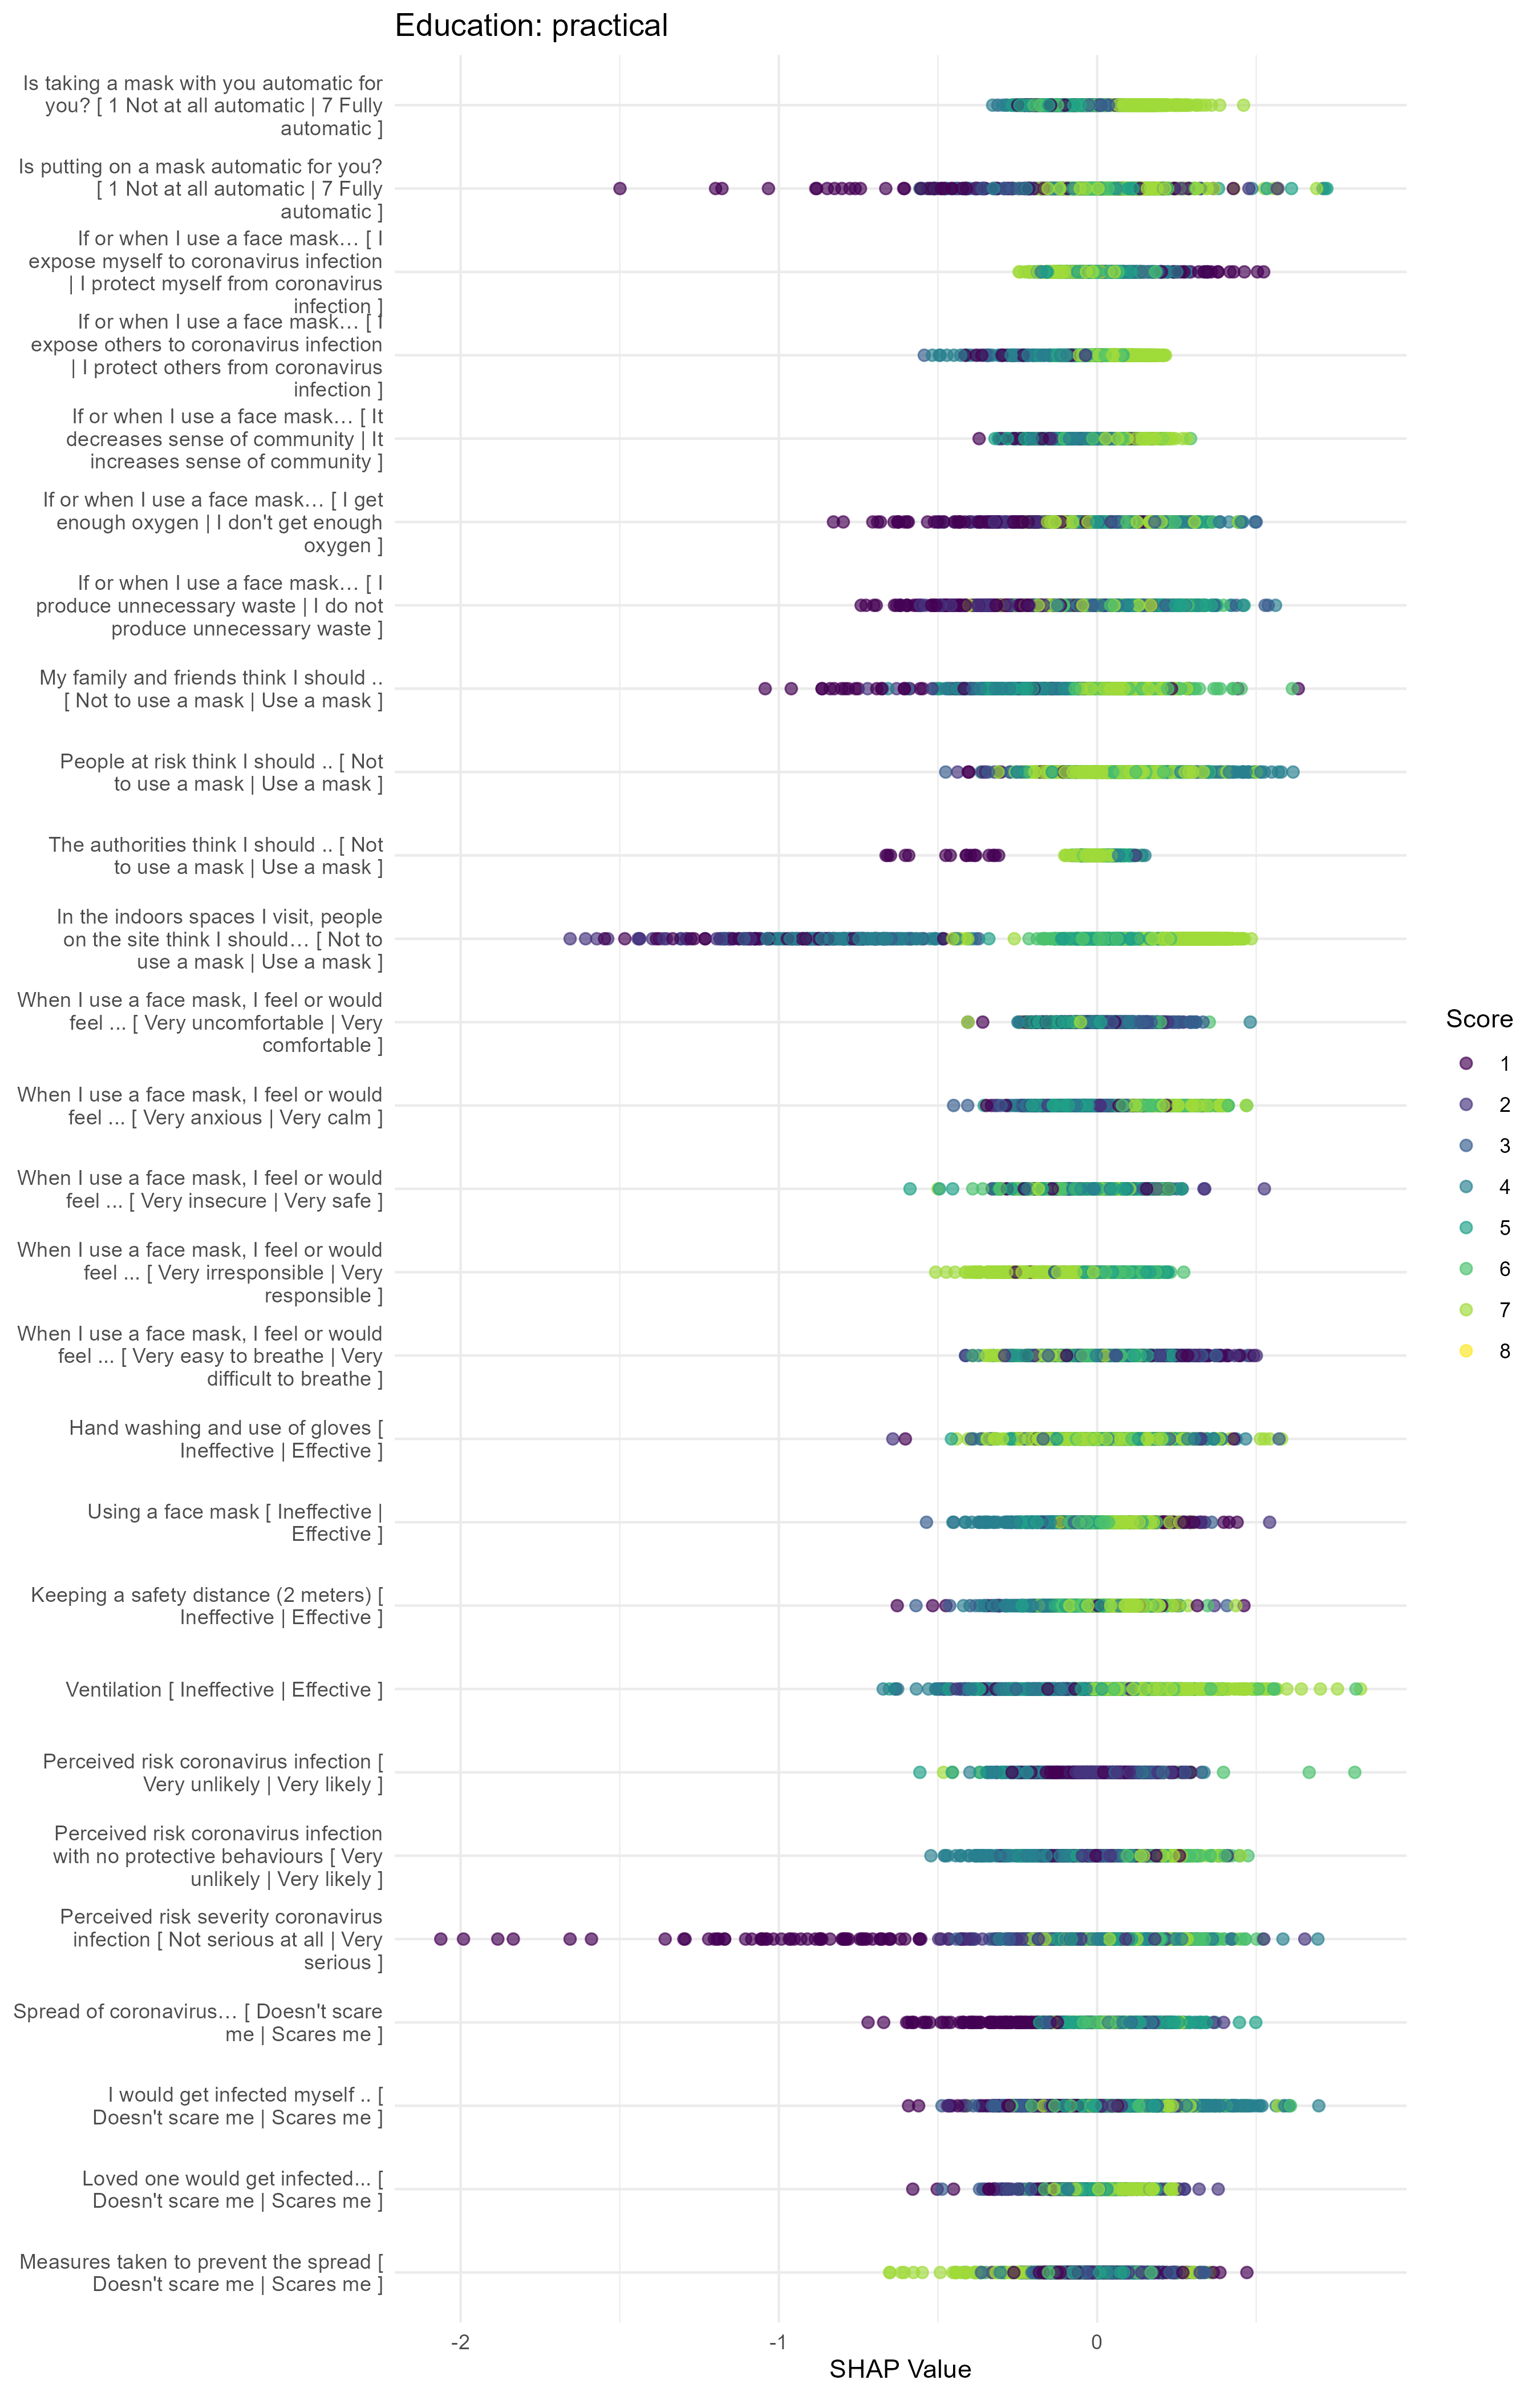 Education: practical
Is taking a mask with you automatic for
you? [ 1 Not at all automatic | 7 Fully
automatic ]
Is putting on a mask automatic for you?
[ 1 Not at all automatic | 7 Fully
automatic ]
If or when I use a face mask… [ I
expose myself to coronavirus infection
| I protect myself from coronavirus
infection ]
If or when I use a face mask… [ I
expose others to coronavirus infection
| I protect others from coronavirus
infection ]
If or when I use a face mask… [ It
decreases sense of community | It
increases sense of community ]
If or when I use a face mask… [ I get
enough oxygen | I don't get enough
oxygen ]
If or when I use a face mask… [ I
produce unnecessary waste | I do not
produce unnecessary waste ]
My family and friends think I should ..
[ Not to use a mask | Use a mask ]
People at risk think I should .. [ Not
to use a mask | Use a mask ]
The authorities think I should .. [ Not
to use a mask | Use a mask ]
In the indoors spaces I visit, people
on the site think I should… [ Not to
use a mask | Use a mask ]
When I use a face mask, I feel or would
feel ... [ Very uncomfortable | Very
comfortable ]
When I use a face mask, I feel or would
feel ... [ Very anxious | Very calm ]
When I use a face mask, I feel or would
feel ... [ Very insecure | Very safe ]
When I use a face mask, I feel or would
feel ... [ Very irresponsible | Very
responsible ]
When I use a face mask, I feel or would
feel ... [ Very easy to breathe | Very
difficult to breathe ]
Hand washing and use of gloves [
Ineffective | Effective ]
Using a face mask [ Ineffective |
Effective ]
Keeping a safety distance (2 meters) [
Ineffective | Effective ]
Ventilation [ Ineffective | Effective ]
Perceived risk coronavirus infection [
Very unlikely | Very likely ]
Perceived risk coronavirus infection
with no protective behaviours [ Very
unlikely | Very likely ]
Perceived risk severity coronavirus
infection [ Not serious at all | Very
serious ]
Spread of coronavirus… [ Doesn't scare
me | Scares me ]
I would get infected myself .. [
Doesn't scare me | Scares me ]
Loved one would get infected... [
Doesn't scare me | Scares me ]
Measures taken to prevent the spread [
Doesn't scare me | Scares me ]
-2
-1
0
SHAP Value
Score
1
2
3
4
5
6
7
8